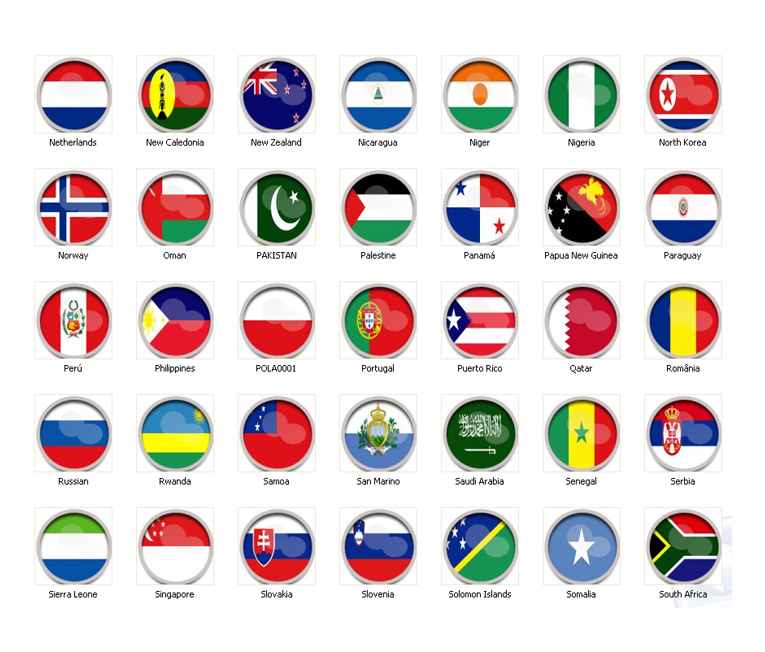 Netherlands New Caledonia New Zealand Nicaragua Niger Nigeria North Korea
Norway Oman PAKISTAN Palestine Panamá Papua New Guinea Paraguay
Perú Philippines POLA0001 Portugal Puerto Rico Qatar România
Russian Rwanda Samoa San Marino Saudi Arabia Senegal Serbia
Sierra Leone Singapore Slovakia Slovenia Solomon Islands Somalia South Africa